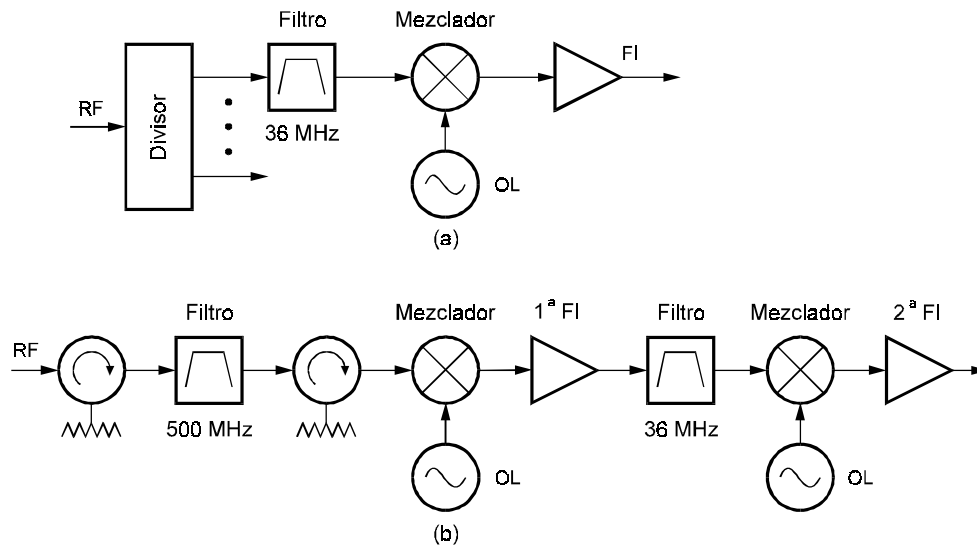 Filtro
Mezclador
FI
RF
Divisor
36 MHz
OL
(a)
Filtro
Mezclador
1ª FI
Filtro
Mezclador
2ª FI
RF
500 MHz
36 MHz
OL
OL
(b)